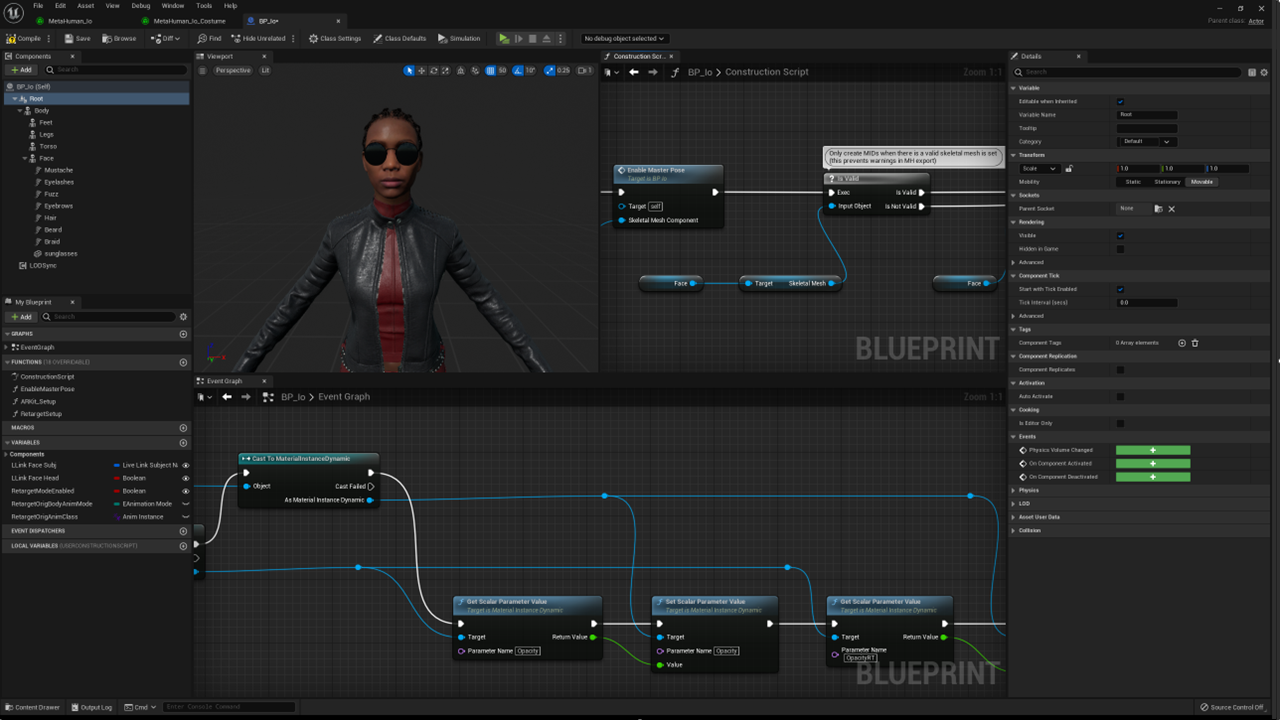 File Edit Asset View Debug Window Tools Help
MetaHuman_Io MetaHuman_Io_Costume BP_Io•
Parent class: Actor
Compile Save Browse Diff Find Hide Unrelated Class Settings Class Defaults Simulation No debug object selected
Components
Add Search
BP_Io (Self)
Root
Body
Feet
Legs
Torso
Face
Mustache
Eyelashes
Fuzz
Eyebrows
Hair
Beard
Braid
sunglasses
LODSync
My Blueprint
Add Search
GRAPHS
EventGraph
FUNCTIONS (18 OVERRIDABLE)
ConstructionScript
EnableMasterPose
ARKit_Setup
RetargetSetup
MACROS
VARIABLES
Components
LLink Face Subj Live Link Subject N
LLink Face Head Boolean
RetargetModeEnabled Boolean
RetargetOrigBodyAnimMode EAnimation Mode
RetargetOrigAnimClass Anim Instance
EVENT DISPATCHERS
LOCAL VARIABLES (USERCONSTRUCTIONSCRIPT)
Viewport
Perspective Lit 50 10° 0.25 1
Construction Scr...
BP_Io > Construction Script Zoom 1:1
Only create MIDs when there is a valid skeletal mesh is set
(this prevents warnings in MH export)
Enable Master Pose
Target is BP Io
Target self
Skeletal Mesh Component
? Is Valid
Exec Is Valid
Input Object Is Not Valid
Face
Target Skeletal Mesh
Face
BLUEPRINT
Event Graph
BP_Io > Event Graph Zoom 1:1
Cast To MaterialInstanceDynamic
Object Cast Failed
As Material Instance Dynamic
Get Scalar Parameter Value
Target is Material Instance Dynamic
Target Return Value
Parameter Name Opacity
Set Scalar Parameter Value
Target is Material Instance Dynamic
Target
Parameter Name Opacity
Value
Get Scalar Parameter Value
Target is Material Instance Dynamic
Target Return Value
Parameter Name
OpacityRT
BLUEPRINT
Details
Search
Variable
Editable when Inherited
Variable Name Root
Tooltip
Category Default
Transform
Scale 1.0 1.0 1.0
Mobility Static Stationary Movable
Sockets
Parent Socket None
Rendering
Visible
Hidden in Game
Advanced
Component Tick
Start with Tick Enabled
Tick Interval (secs) 0.0
Advanced
Tags
Component Tags 0 Array elements
Component Replication
Component Replicates
Activation
Auto Activate
Cooking
Is Editor Only
Events
Physics Volume Changed
On Component Activated
On Component Deactivated
Physics
LOD
Asset User Data
Collision
Content Drawer Output Log Cmd Enter Console Command Source Control Off